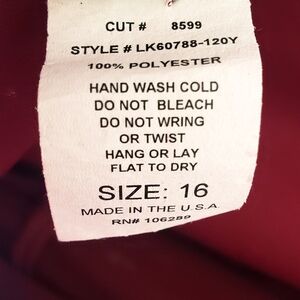 CUT # 8599
STYLE # LK60788-120Y
100% POLYESTER
HAND WASH COLD
DO NOT BLEACH
DO NOT WRING
OR TWIST
HANG OR LAY
FLAT TO DRY
SIZE: 16
MADE IN THE U.S.A.
RN# 106289